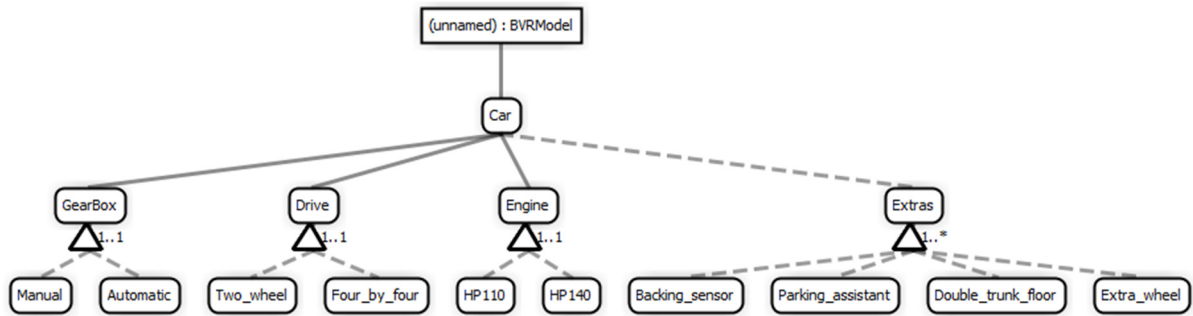 (unnamed) : BVRModel
Car
GearBox
Drive
Engine
Extras
1..1
1..1
1..1
1..*
Manual
Automatic
Two_wheel
Four_by_four
HP110
HP140
Backing_sensor
Parking_assistant
Double_trunk_floor
Extra_wheel